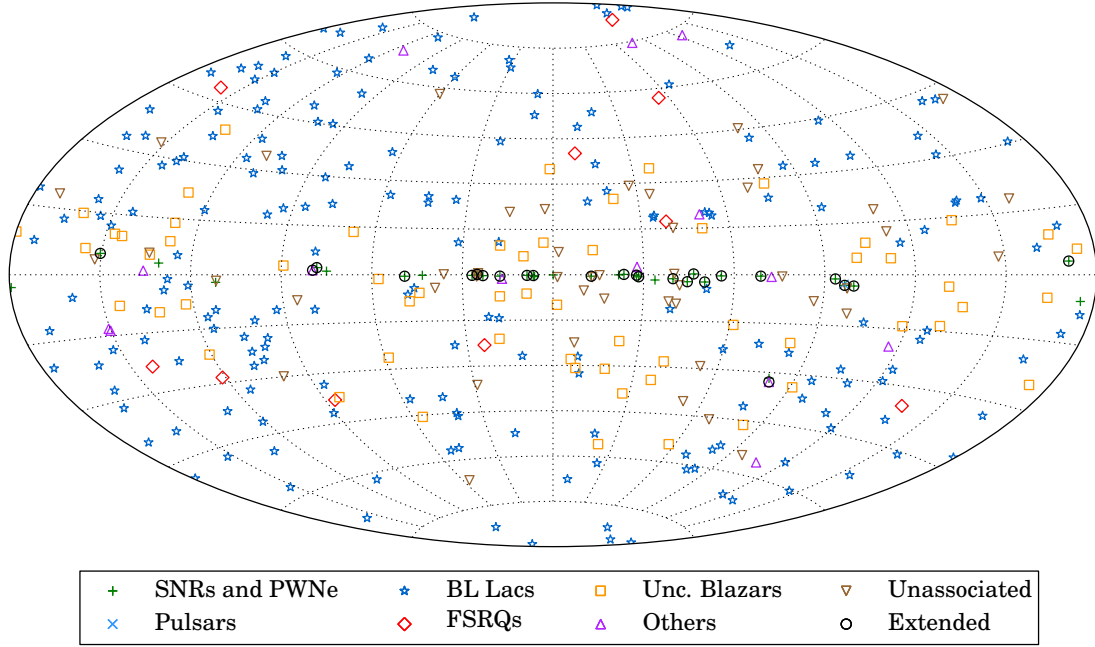 SNRs and PWNe BL Lacs Unc. Blazars Unassociated
Pulsars FSRQs Others Extended